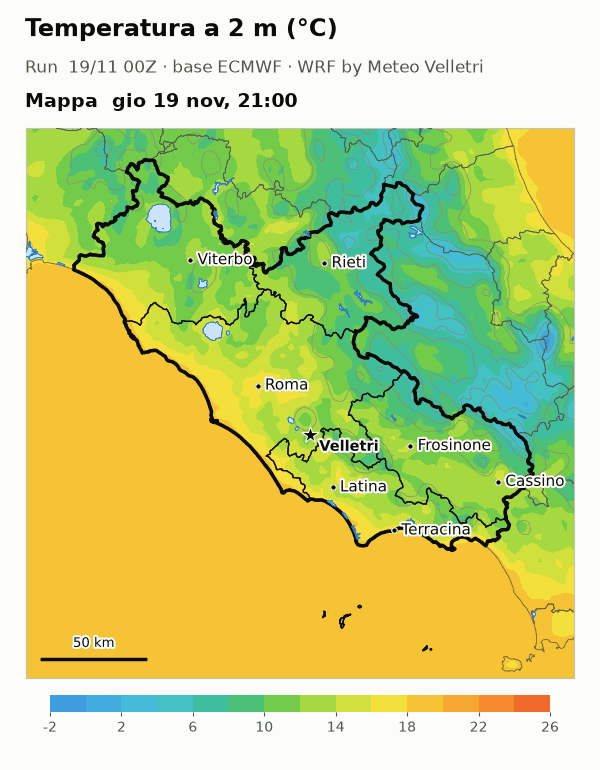 Temperatura a 2 m (°C)
Run  19/11 00Z · base ECMWF · WRF by Meteo Velletri
Mappa  gio 19 nov, 21:00
Viterbo
Rieti
Roma
Velletri
Frosinone
Cassino
Latina
Terracina
50 km
-2 2 6 10 14 18 22 26